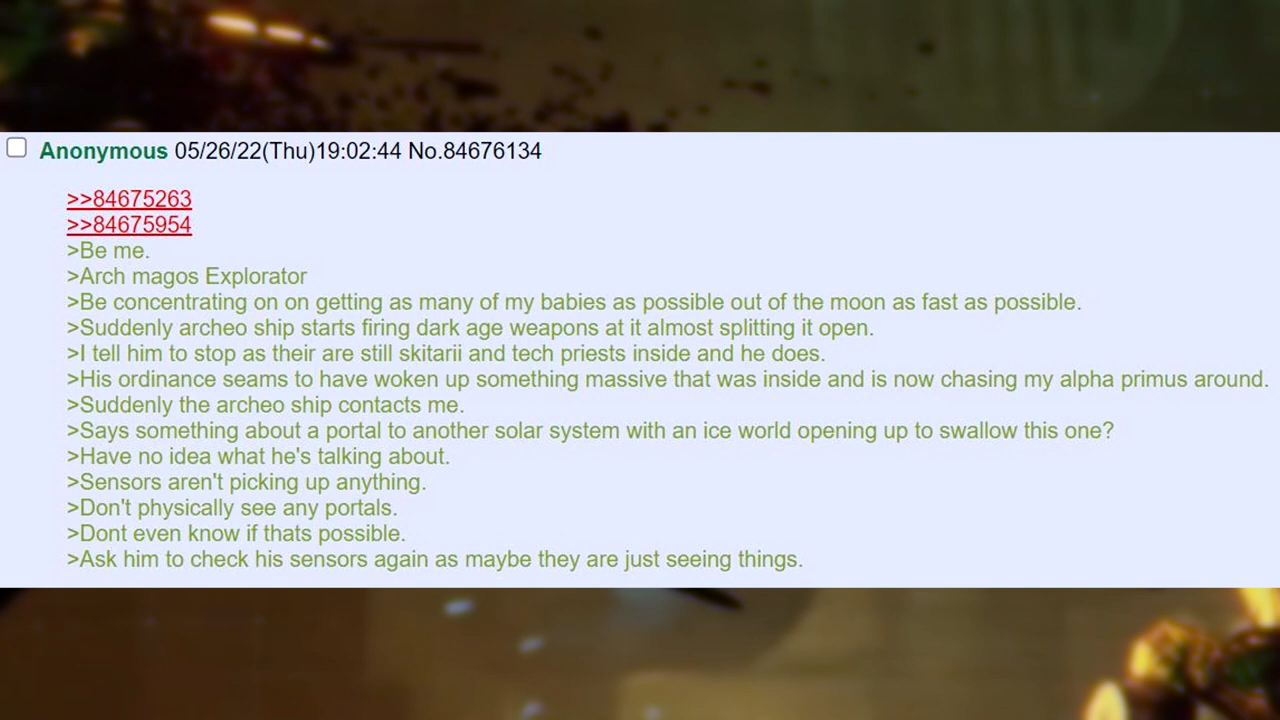 Anonymous 05/26/22(Thu)19:02:44 No.84676134
>>84675263
>>84675954
>Be me.
>Arch magos Explorator
>Be concentrating on on getting as many of my babies as possible out of the moon as fast as possible.
>Suddenly archeo ship starts firing dark age weapons at it almost splitting it open.
>I tell him to stop as their are still skitarii and tech priests inside and he does.
>His ordinance seams to have woken up something massive that was inside and is now chasing my alpha primus around.
>Suddenly the archeo ship contacts me.
>Says something about a portal to another solar system with an ice world opening up to swallow this one?
>Have no idea what he's talking about.
>Sensors aren't picking up anything.
>Don't physically see any portals.
>Dont even know if thats possible.
>Ask him to check his sensors again as maybe they are just seeing things.